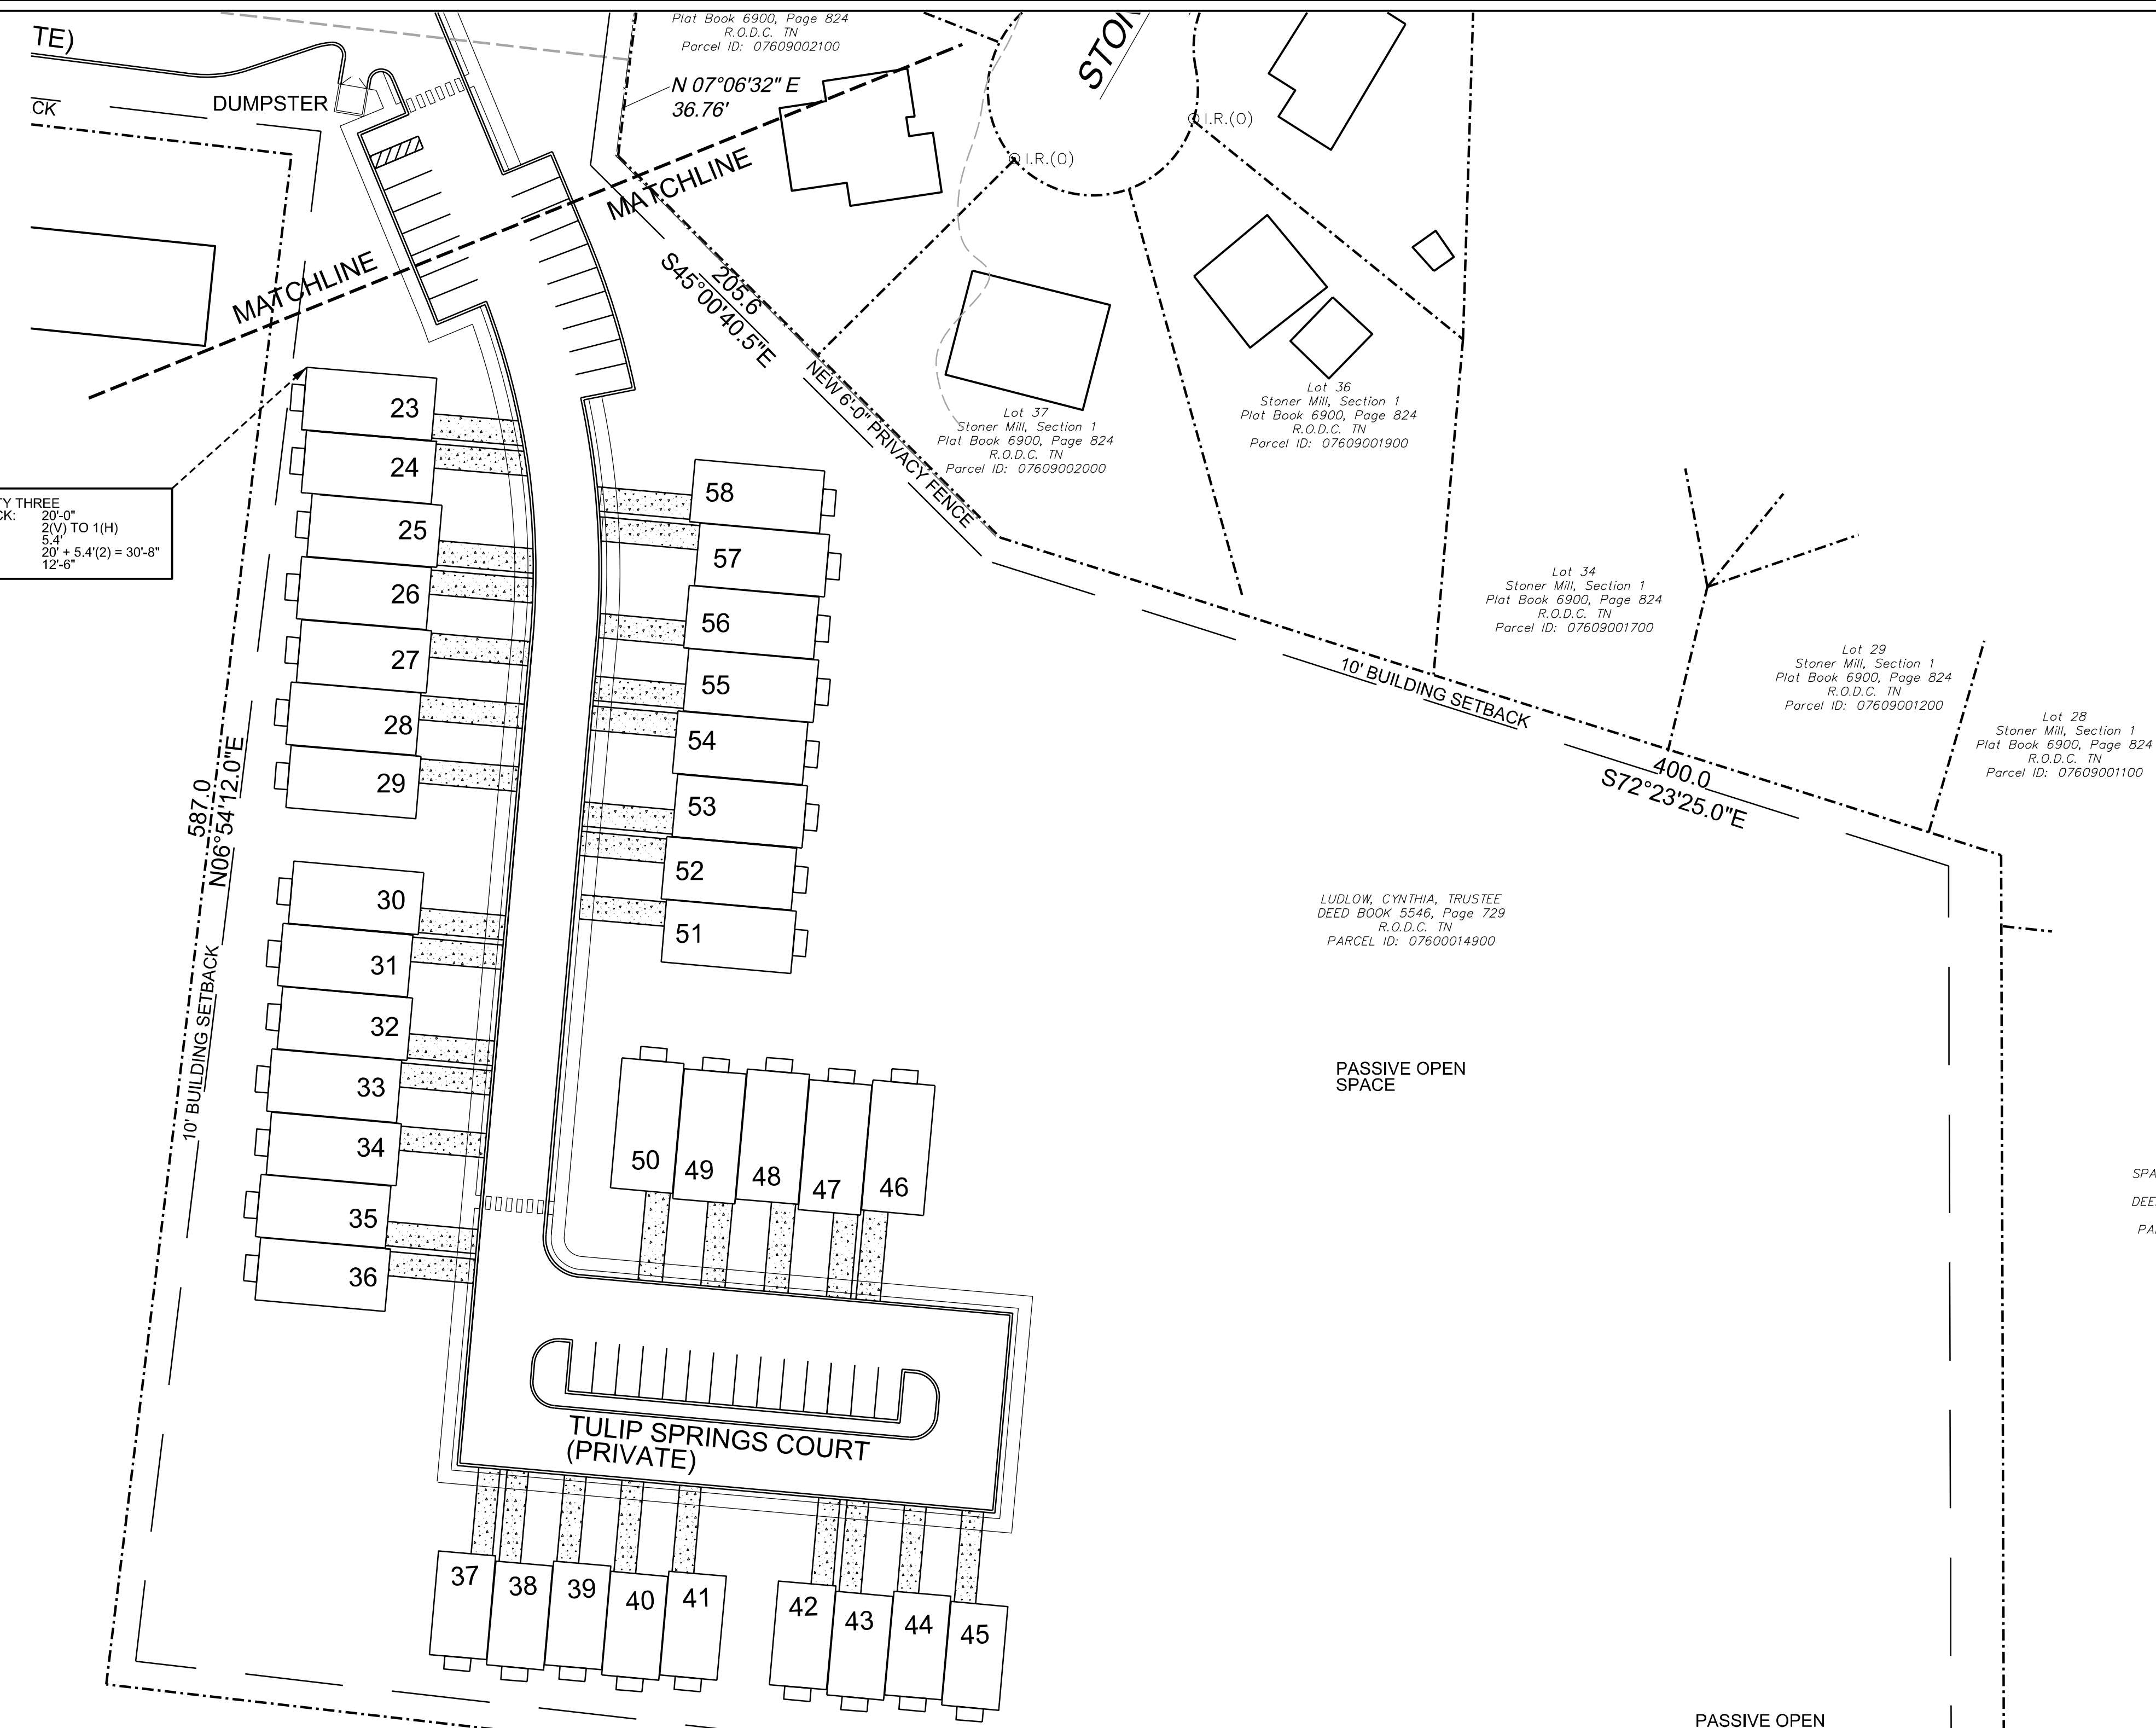 TE)
CK
DUMPSTER
Plat Book 6900, Page 824
R.O.D.C. TN
Parcel ID: 07609002100
N 07°06'32" E
36.76'
STON
I.R.(O)
I.R.(O)
MATCHLINE
MATCHLINE
205.6
S45°00'40.5"E
NEW 6'-0" PRIVACY FENCE
Lot 37
Stoner Mill, Section 1
Plat Book 6900, Page 824
R.O.D.C. TN
Parcel ID: 07609002000
Lot 36
Stoner Mill, Section 1
Plat Book 6900, Page 824
R.O.D.C. TN
Parcel ID: 07609001900
TY THREE
CK: 20'-0"
2(V) TO 1(H)
5.4'
20' + 5.4'(2) = 30'-8"
12'-6"
Lot 34
Stoner Mill, Section 1
Plat Book 6900, Page 824
R.O.D.C. TN
Parcel ID: 07609001700
Lot 29
Stoner Mill, Section 1
Plat Book 6900, Page 824
R.O.D.C. TN
Parcel ID: 07609001200
Lot 28
Stoner Mill, Section 1
Plat Book 6900, Page 824
R.O.D.C. TN
Parcel ID: 07609001100
10' BUILDING SETBACK
400.0
S72°23'25.0"E
587.0
N06°54'12.0"E
10' BUILDING SETBACK
23
24
25
26
27
28
29
30
31
32
33
34
35
36
58
57
56
55
54
53
52
51
50
49
48
47
46
LUDLOW, CYNTHIA, TRUSTEE
DEED BOOK 5546, Page 729
R.O.D.C. TN
PARCEL ID: 07600014900
PASSIVE OPEN
SPACE
SPA
DEE
PA
TULIP SPRINGS COURT
(PRIVATE)
37
38
39
40
41
42
43
44
45
PASSIVE OPEN